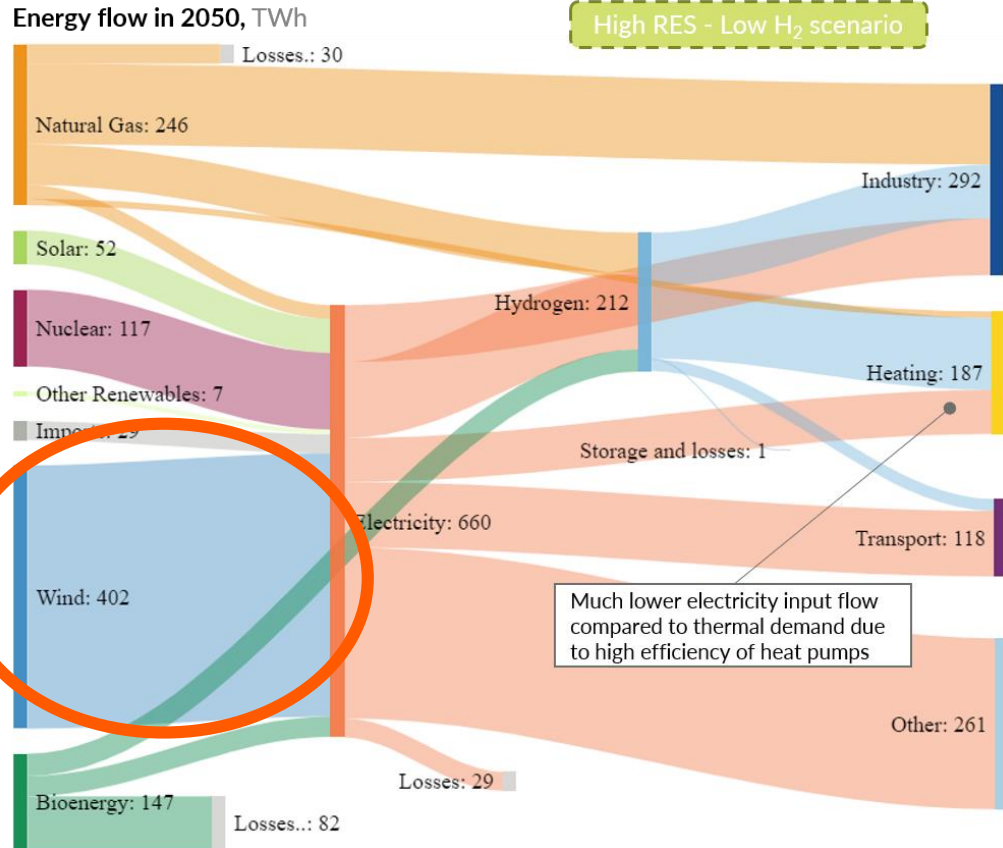 Energy flow in 2050, TWh
High RES - Low H₂ scenario
Losses.: 30
Natural Gas: 246
Industry: 292
Solar: 52
Hydrogen: 212
Nuclear: 117
Heating: 187
Other Renewables: 7
Imports: 29
Storage and losses: 1
Electricity: 660
Transport: 118
Wind: 402
Much lower electricity input flow
compared to thermal demand due
to high efficiency of heat pumps
Other: 261
Losses: 29
Bioenergy: 147
Losses..: 82